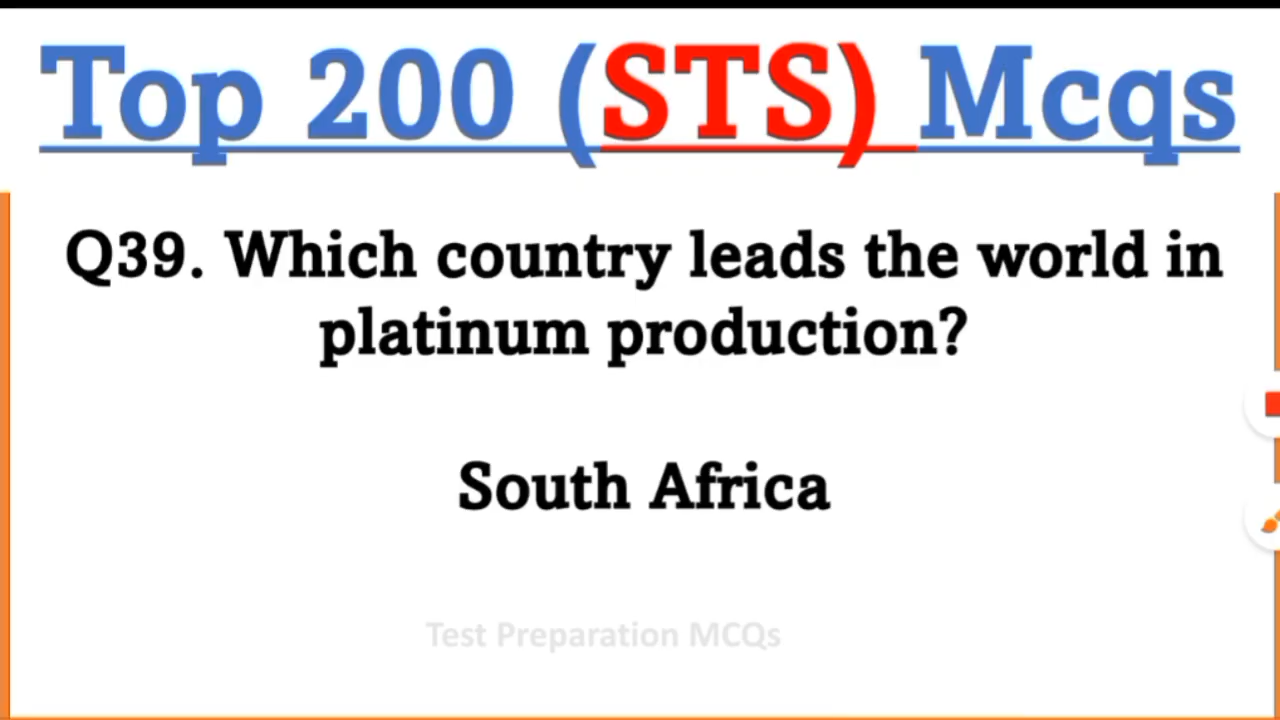 Top 200 (STS) Mcqs
Q39. Which country leads the world in
platinum production?
South Africa
Test Preparation MCQs